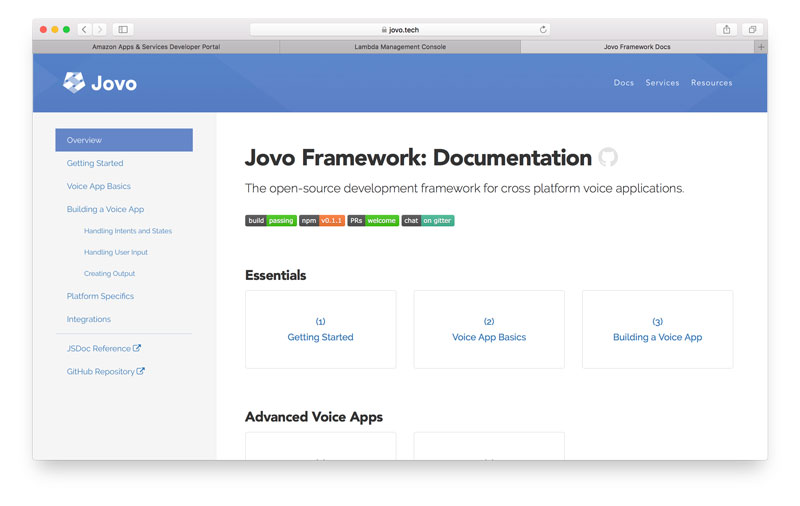 jovo.tech
Amazon Apps & Services Developer Portal
Lambda Management Console
Jovo Framework Docs
Jovo
Docs
Services
Resources
Overview
Getting Started
Voice App Basics
Building a Voice App
Handling Intents and States
Handling User Input
Creating Output
Platform Specifics
Integrations
JSDoc Reference
GitHub Repository
Jovo Framework: Documentation
The open-source development framework for cross platform voice applications.
build passing npm v0.1.1 PRs welcome chat on gitter
Essentials
(1)
Getting Started
(2)
Voice App Basics
(3)
Building a Voice App
Advanced Voice Apps